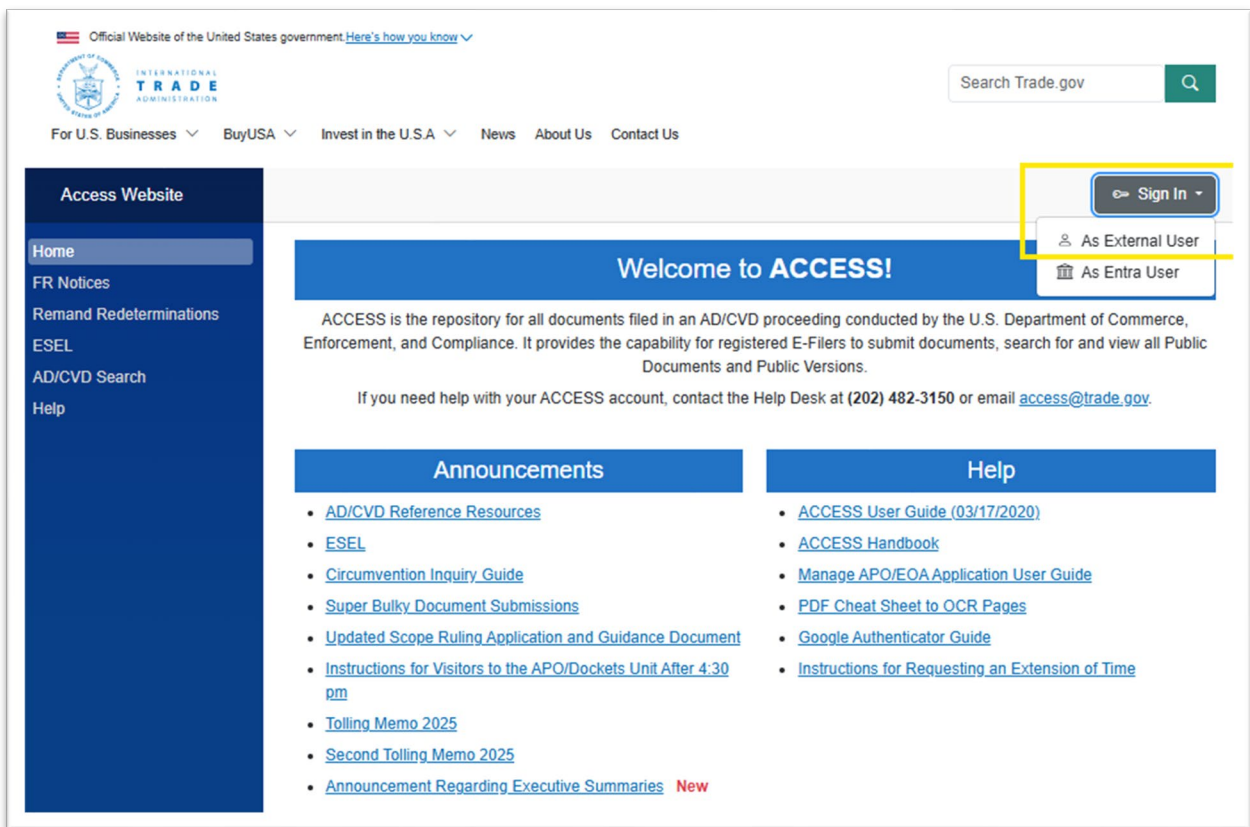 Official Website of the United States government.Here's how you know
DEPARTMENT OF COMMERCE
UNITED STATES OF AMERICA
INTERNATIONAL
TRADE
ADMINISTRATION
Search Trade.gov
For U.S. Businesses
BuyUSA
Invest in the U.S.A
News
About Us
Contact Us
Access Website
Sign In
As External User
As Entra User
Home
FR Notices
Remand Redeterminations
ESEL
AD/CVD Search
Help
Welcome to ACCESS!
ACCESS is the repository for all documents filed in an AD/CVD proceeding conducted by the U.S. Department of Commerce,
Enforcement, and Compliance. It provides the capability for registered E-Filers to submit documents, search for and view all Public
Documents and Public Versions.
If you need help with your ACCESS account, contact the Help Desk at (202) 482-3150 or email access@trade.gov.
Announcements
AD/CVD Reference Resources
ESEL
Circumvention Inquiry Guide
Super Bulky Document Submissions
Updated Scope Ruling Application and Guidance Document
Instructions for Visitors to the APO/Dockets Unit After 4:30
pm
Tolling Memo 2025
Second Tolling Memo 2025
Announcement Regarding Executive Summaries New
Help
ACCESS User Guide (03/17/2020)
ACCESS Handbook
Manage APO/EOA Application User Guide
PDF Cheat Sheet to OCR Pages
Google Authenticator Guide
Instructions for Requesting an Extension of Time